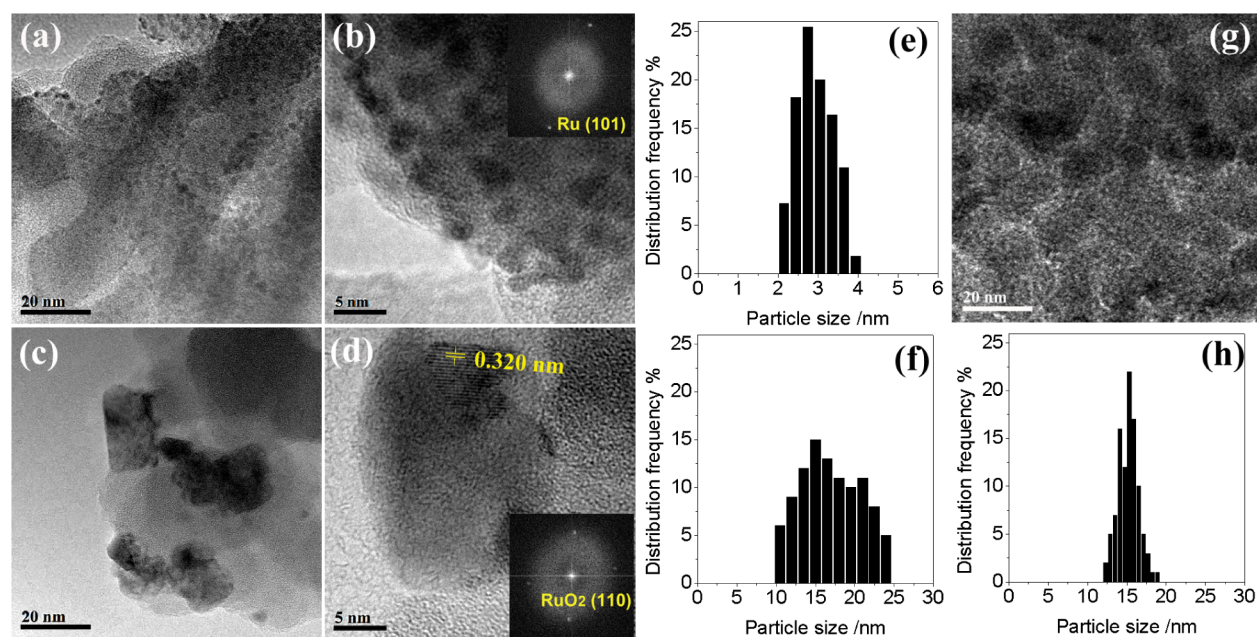 (a)
20 nm
(b)
Ru (101)
5 nm
(e)
Distribution frequency %
25
20
15
10
5
0
0 1 2 3 4 5 6
Particle size /nm
(g)
20 nm
(c)
20 nm
(d)
0.320 nm
RuO₂ (110)
5 nm
(f)
Distribution frequency %
25
20
15
10
5
0
0 5 10 15 20 25 30
Particle size /nm
(h)
Distribution frequency %
25
20
15
10
5
0
0 5 10 15 20 25 30
Particle size /nm